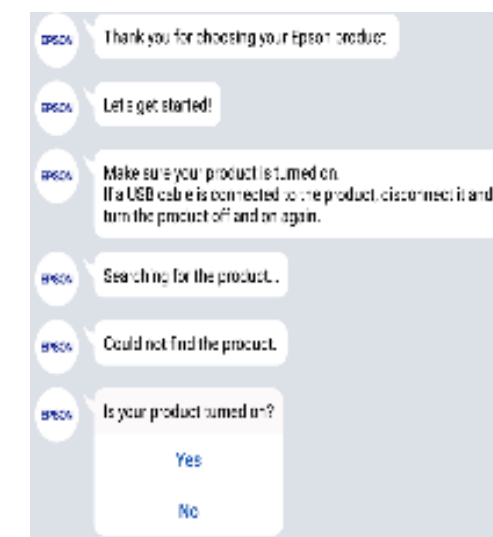 EPSON
Thank you for choosing your Epson product
EPSON
Let's get started!
EPSON
Make sure your product is turned on.
If a USB cable is connected to the product, disconnect it and
turn the product off and on again.
EPSON
Searching for the product...
EPSON
Could not find the product.
EPSON
Is your product turned on?
Yes
No